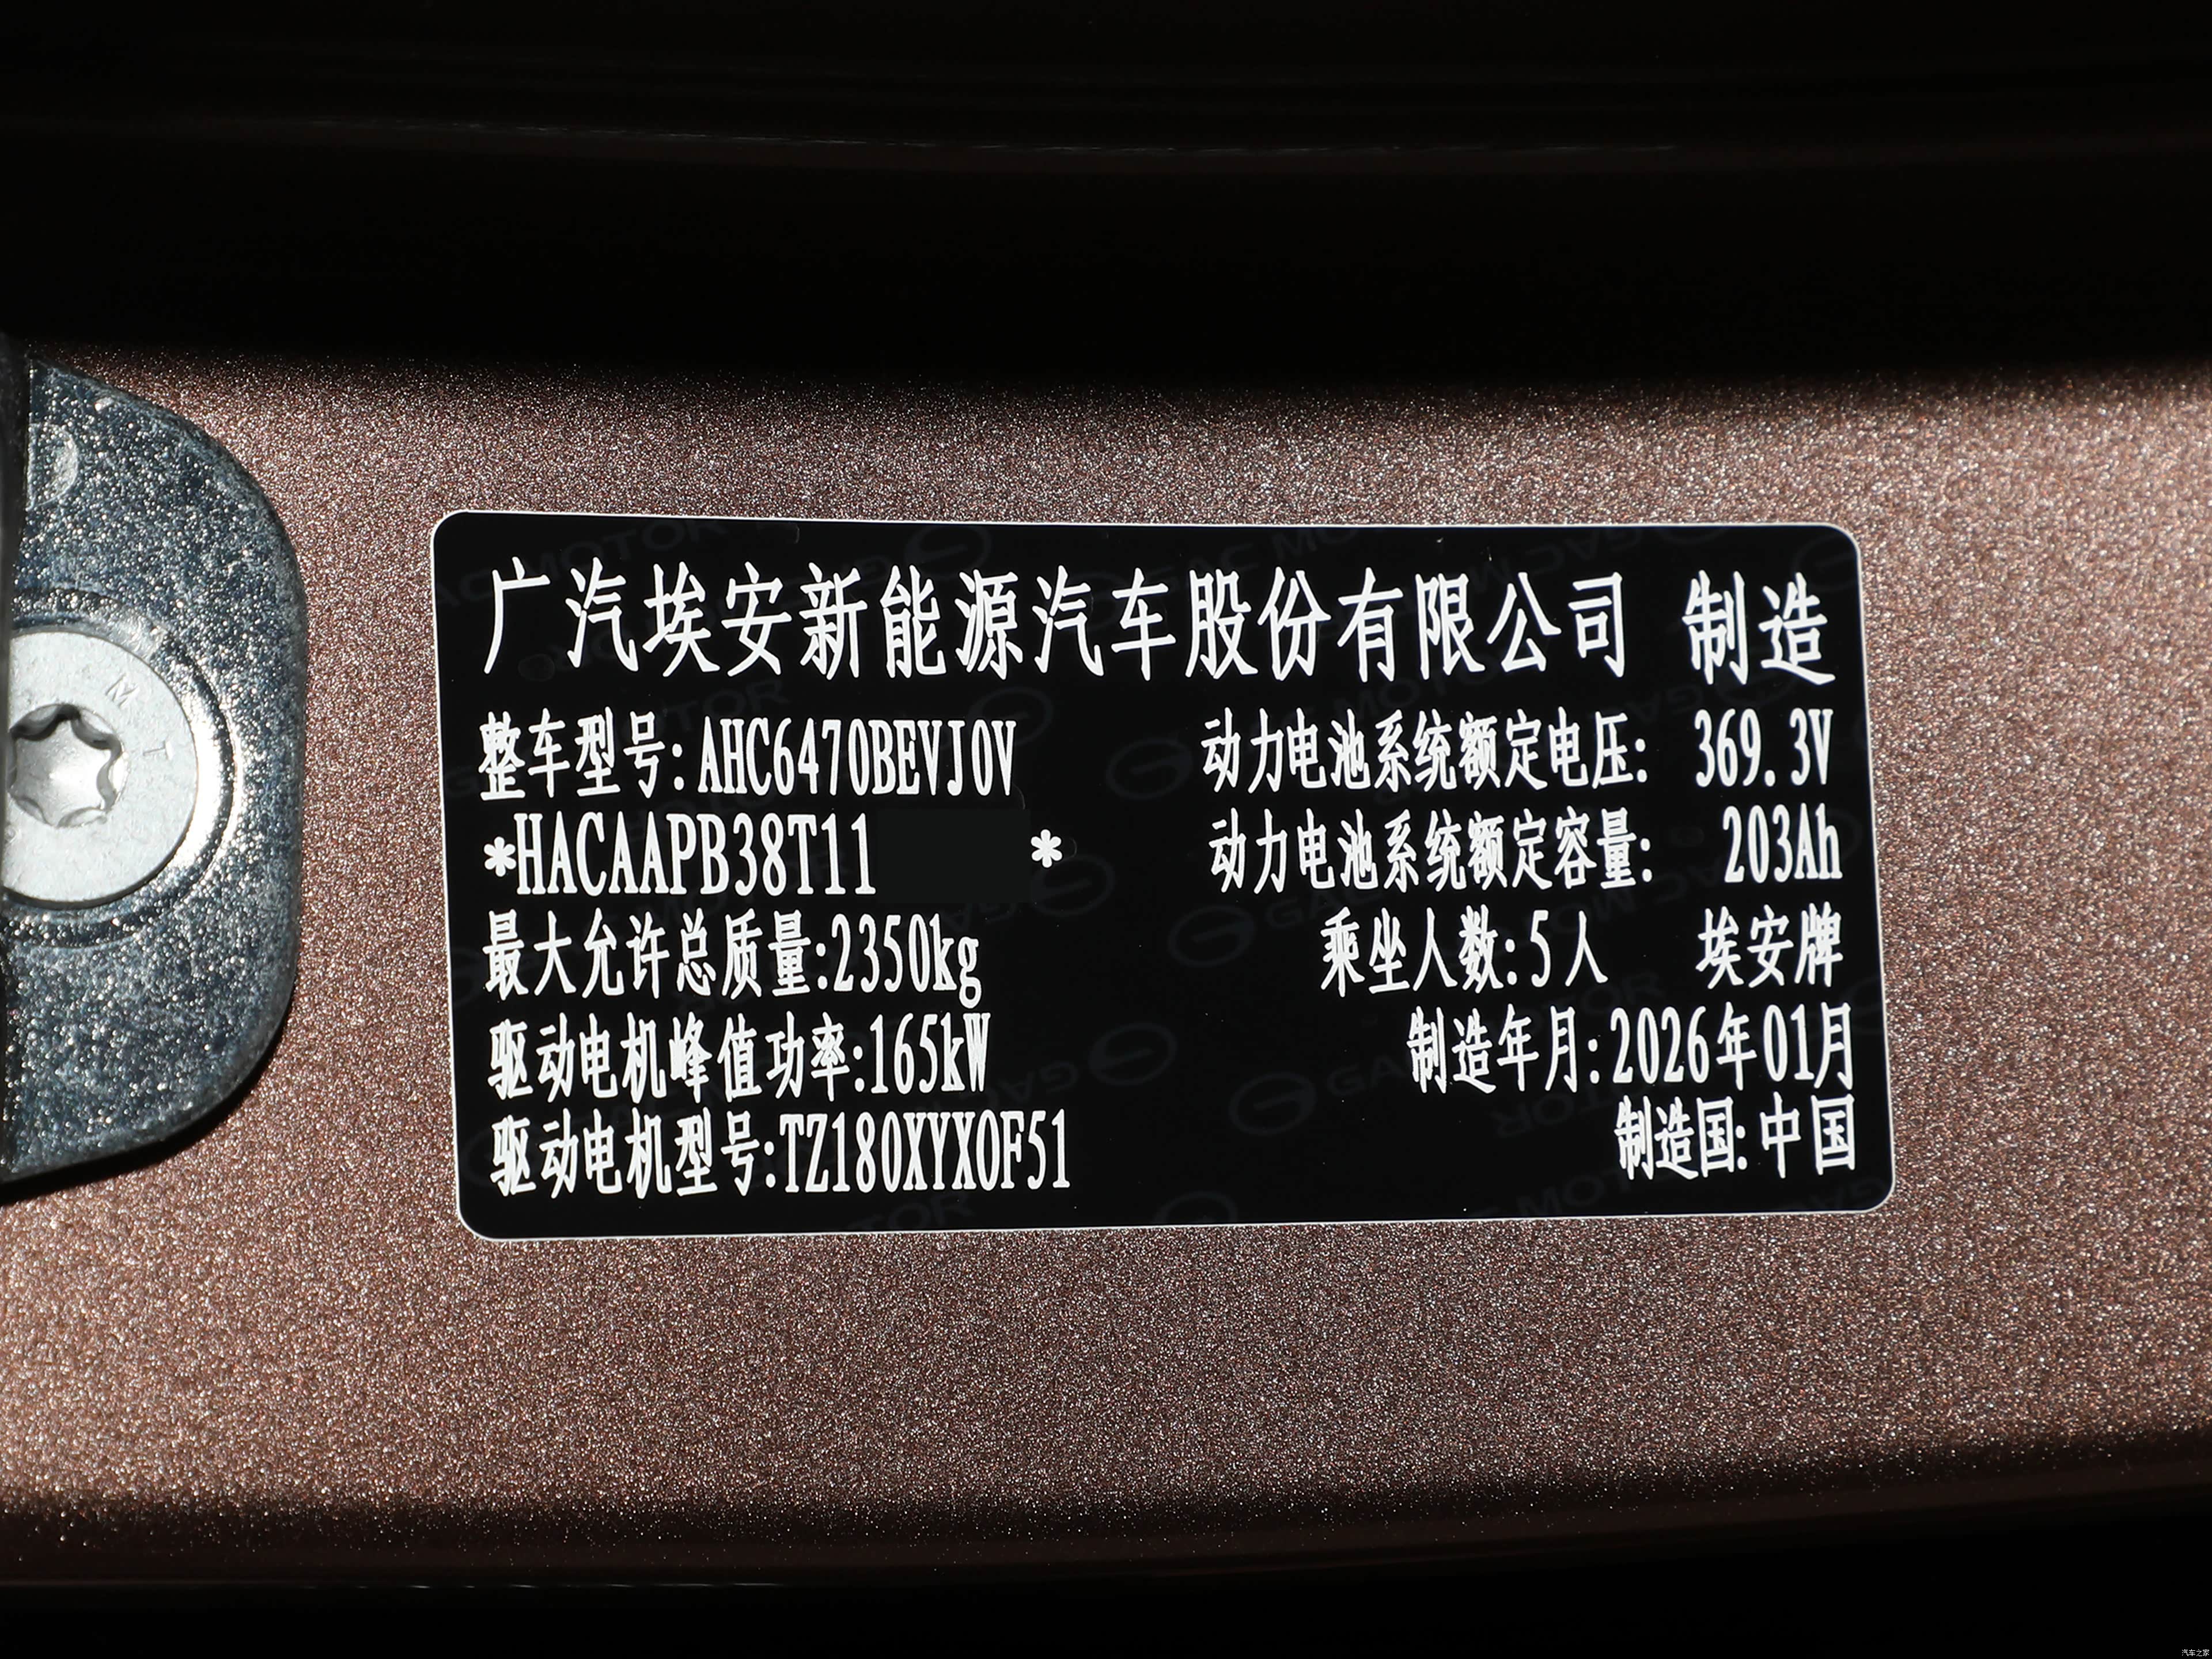 广汽埃安新能源汽车股份有限公司 制造
整车型号:AHC6470BEVJ0V 动力电池系统额定电压: 369.3V
*HACAAPB38T11 * 动力电池系统额定容量: 203Ah
最大允许总质量:2350kg 乘坐人数:5人 埃安牌
驱动电机峰值功率:165kW 制造年月:2026年01月
驱动电机型号:TZ180XYX0F51 制造国:中国
汽车之家